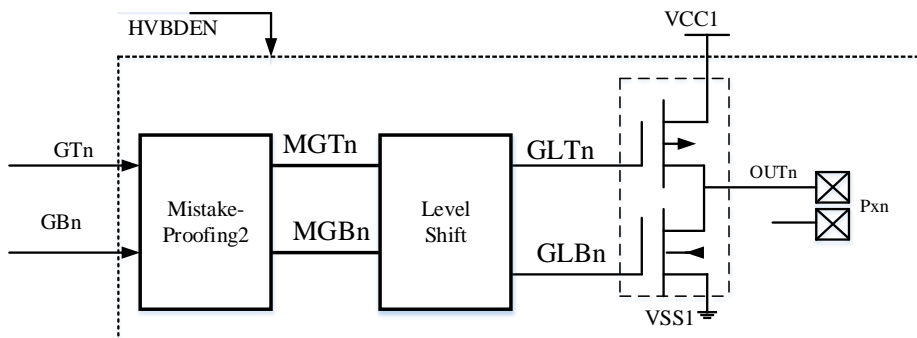 HVBDEN
VCC1
GTn
MGTn
GLTn
OUTn
Mistake-
Proofing2
Level
Shift
Pxn
GBn
MGBn
GLBn
VSS1